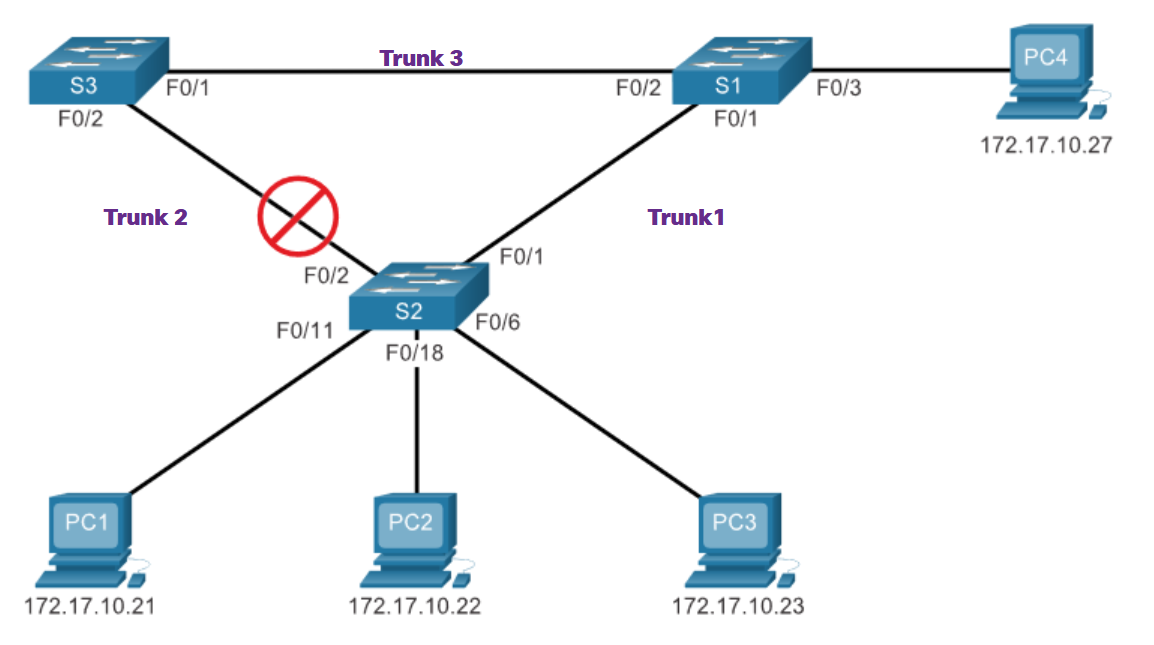 Trunk 3
S3
F0/1
F0/2
S1
F0/3
PC4
F0/2
F0/1
172.17.10.27
Trunk 2
Trunk1
F0/2
F0/1
S2
F0/11
F0/6
F0/18
PC1
PC2
PC3
172.17.10.21
172.17.10.22
172.17.10.23